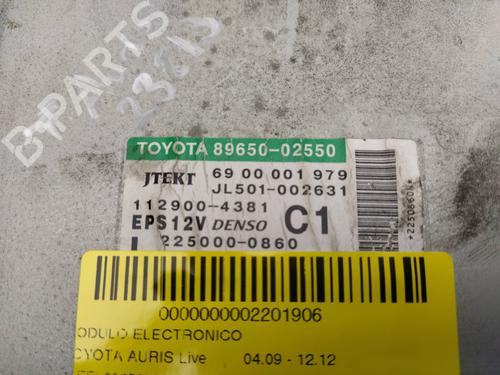 B-PARTS
TOYOTA 89650-02550
JTEKT 69 00 001 979
JL501-002631
112900-4381
EPS12V DENSO C1
225000-0860
0000000002201906
ODULO ELECTRONICO
OYOTA AURIS Live 04.09 - 12.12